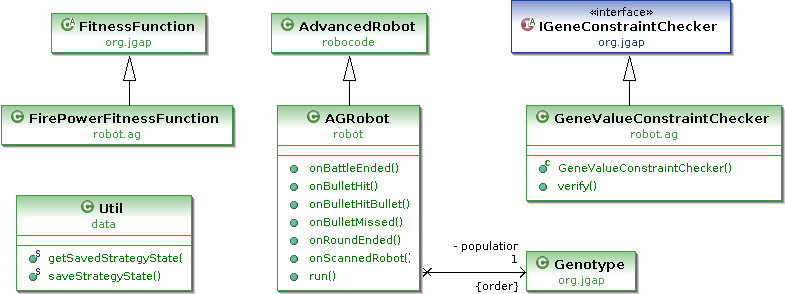 FitnessFunction
org.jgap
AdvancedRobot
robocode
«interface»
IGeneConstraintChecker
org.jgap
FirePowerFitnessFunction
robot.ag
AGRobot
robot
onBattleEnded()
onBulletHit()
onBulletHitBullet()
onBulletMissed()
onRoundEnded()
onScannedRobot()
run()
GeneValueConstraintChecker
robot.ag
GeneValueConstraintChecker()
verify()
Util
data
getSavedStrategyState(
saveStrategyState()
- population
1
{order}
Genotype
org.jgap